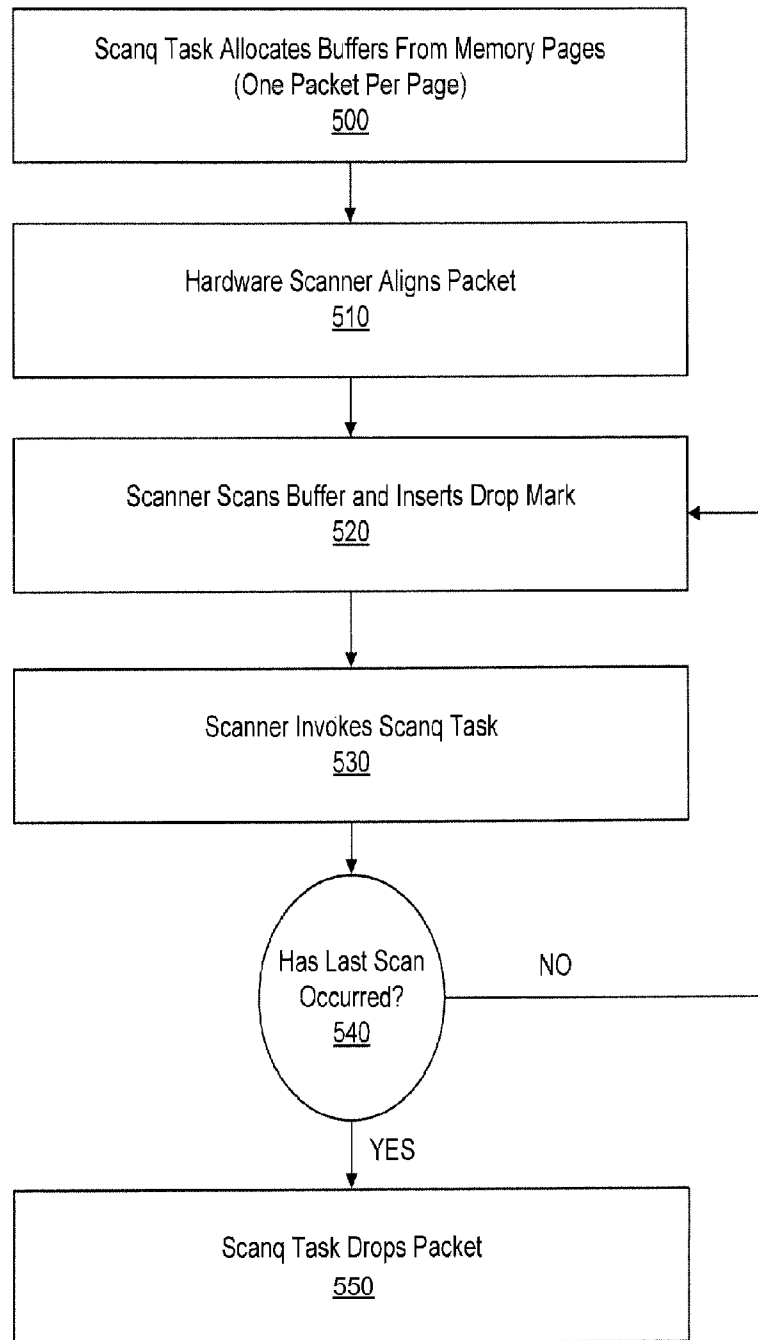 Scanq Task Allocates Buffers From Memory Pages
(One Packet Per Page)
500
Hardware Scanner Aligns Packet
510
Scanner Scans Buffer and Inserts Drop Mark
520
Scanner Invokes Scanq Task
530
Has Last Scan
Occurred?
540
NO
YES
Scanq Task Drops Packet
550